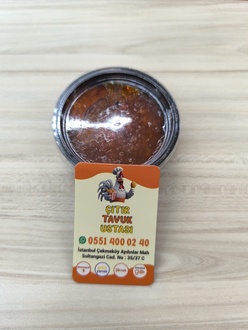 ÇITIR
TAVUK
USTASI
0551 400 02 40
İstanbul Çekmeköy Aydınlar Mah
Sultangazi Cad. No : 35/37 C